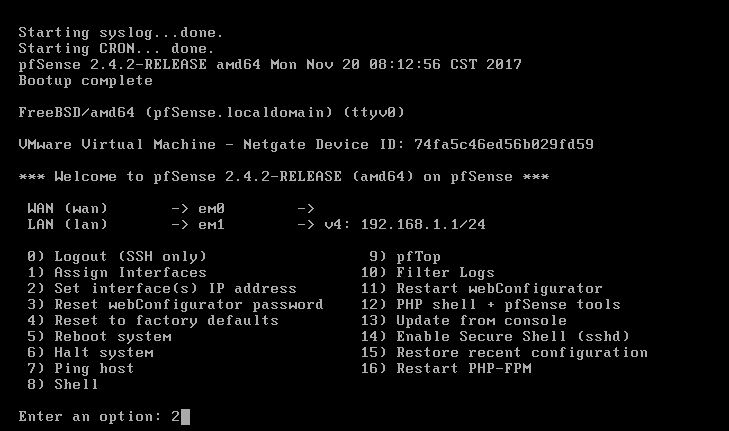 Starting syslog...done.
Starting CRON... done.
pfSense 2.4.2-RELEASE amd64 Mon Nov 20 08:12:56 CST 2017
Bootup complete
FreeBSD/amd64 (pfSense.localdomain) (ttyv0)
VMware Virtual Machine - Netgate Device ID: 74fa5c46ed56b029fd59
*** Welcome to pfSense 2.4.2-RELEASE (amd64) on pfSense ***
WAN (wan)       -> em0        ->
LAN (lan)       -> em1        -> v4: 192.168.1.1/24
0) Logout (SSH only)                  9) pfTop
1) Assign Interfaces                 10) Filter Logs
2) Set interface(s) IP address       11) Restart webConfigurator
3) Reset webConfigurator password    12) PHP shell + pfSense tools
4) Reset to factory defaults         13) Update from console
5) Reboot system                     14) Enable Secure Shell (sshd)
6) Halt system                       15) Restore recent configuration
7) Ping host                         16) Restart PHP-FPM
8) Shell
Enter an option: 2